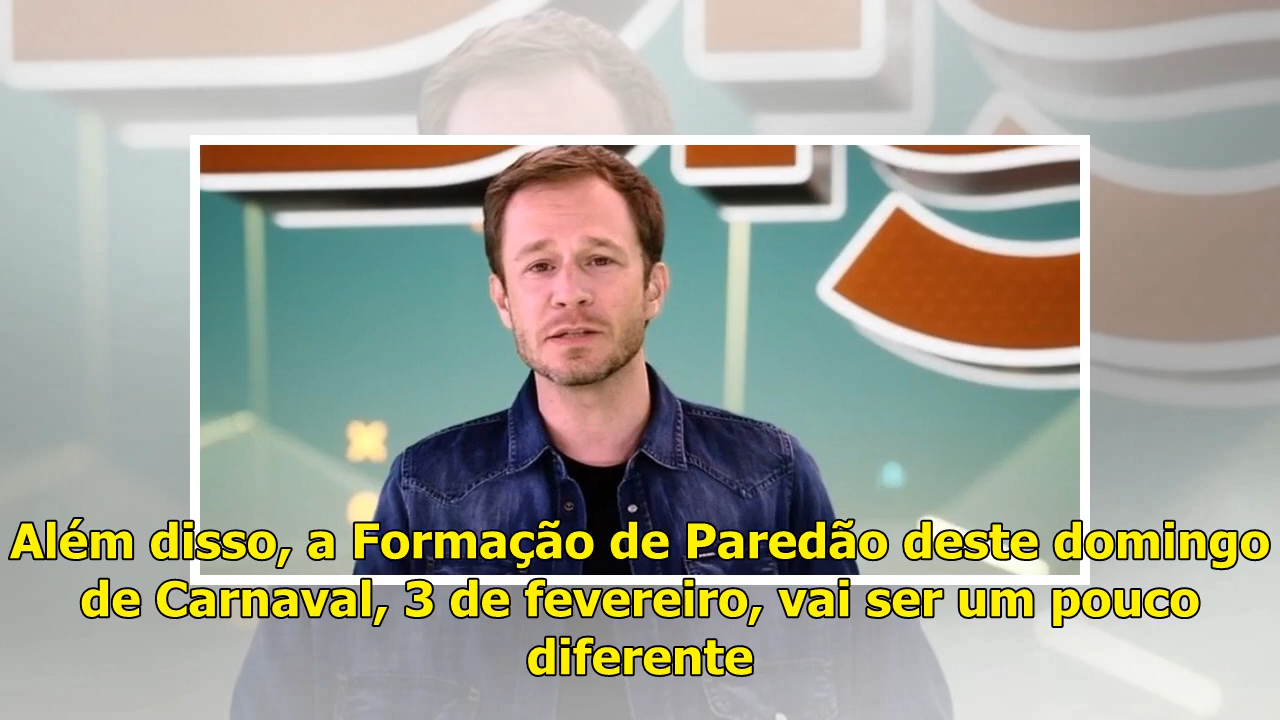 Além disso, a Formação de Paredão deste domingo
de Carnaval, 3 de fevereiro, vai ser um pouco
diferente